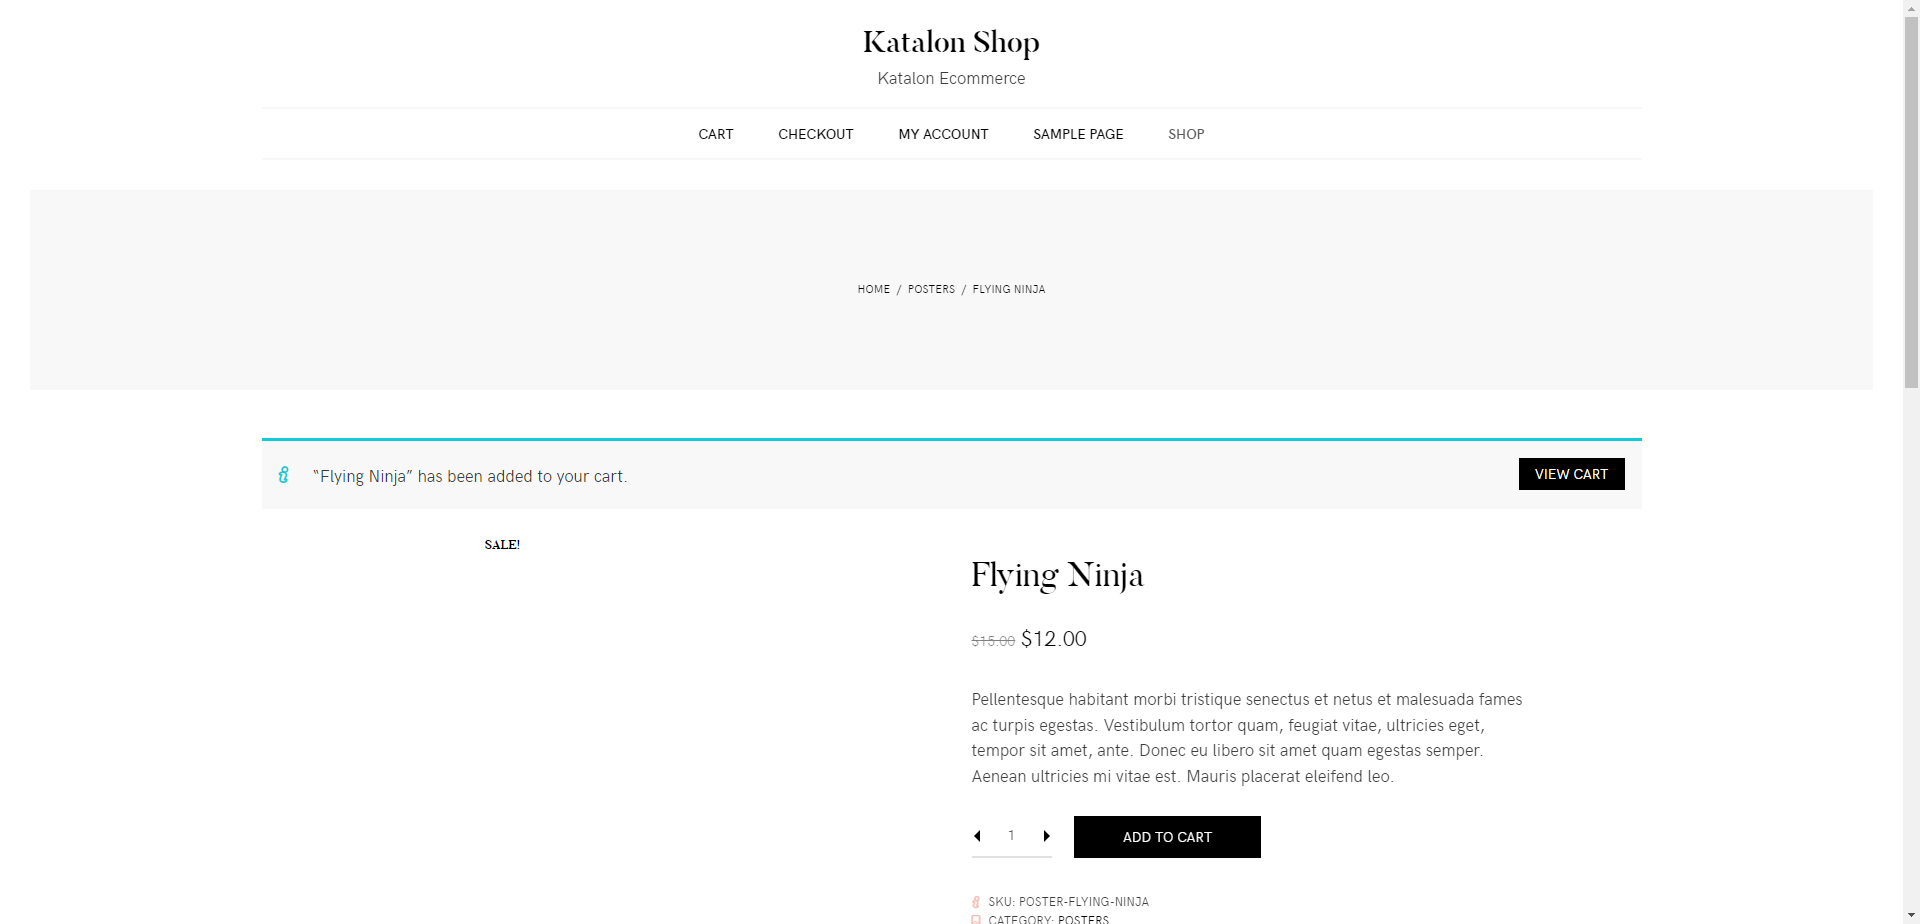 Katalon Shop
Katalon Ecommerce
CART CHECKOUT MY ACCOUNT SAMPLE PAGE SHOP
HOME / POSTERS / FLYING NINJA
“Flying Ninja” has been added to your cart.
VIEW CART
SALE!
Flying Ninja
$15.00 $12.00
Pellentesque habitant morbi tristique senectus et netus et malesuada fames
ac turpis egestas. Vestibulum tortor quam, feugiat vitae, ultricies eget,
tempor sit amet, ante. Donec eu libero sit amet quam egestas semper.
Aenean ultricies mi vitae est. Mauris placerat eleifend leo.
1
ADD TO CART
SKU: POSTER-FLYING-NINJA
CATEGORY: POSTERS